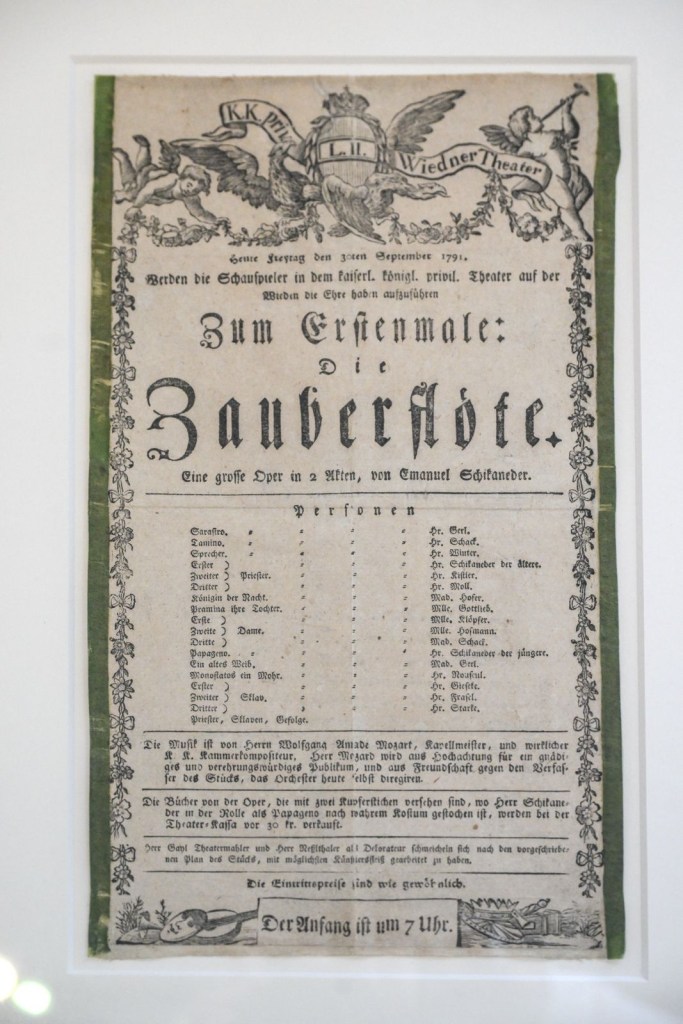 K.K. priv.
L. II.
Wiedner Theater
Heute Freytag den 30ten September 1791.
Werden die Schauspieler in dem kaiserl. königl. privil. Theater auf der
Wieden die Ehre haben aufzuführen
Zum Erstenmale:
Die
Zauberflöte.
Eine grosse Oper in 2 Akten, von Emanuel Schikaneder.
Personen
Sarastro. Hr. Gerl.
Tamino. Hr. Schack.
Sprecher. Hr. Winter.
Erster ) Hr. Schikaneder der ältere.
Zweiter ) Priester. Hr. Kistler.
Dritter ) Hr. Moll.
Königin der Nacht. Mad. Hofer.
Pamina ihre Tochter. Mlle. Gottlieb.
Erste ) Mlle. Klöpfer.
Zweite ) Dame. Mlle. Hofmann.
Dritte ) Mad. Schack.
Papageno. Hr. Schikaneder der jüngere.
Ein altes Weib. Mad. Gerl.
Monostatos ein Mohr. Hr. Nouseul.
Erster ) Hr. Gieseke.
Zweiter ) Sklav. Hr. Frasel.
Dritter ) Hr. Starke.
Priester, Sklaven, Gefolge.
Die Musik ist von Herrn Wolfgang Amade Mozart, Kapellmeister, und wirklicher
K. K. Kammerkompositeur. Herr Mozard wird aus Hochachtung für ein gnädi-
ges und verehrungswürdiges Publikum, und aus Freundschaft gegen den Verfas-
ser des Stücks, das Orchester heute selbst dirigiren.
Die Bücher von der Oper, die mit zwei Kupferstichen versehen sind, wo Herr Schikane-
der in der Rolle als Papageno nach wahrem Kostum gestochen ist, werden bei der
Theater-Kassa vor 30 kr. verkauft.
Herr Gayl Theatermahler und Herr Neßlthaler als Dekorateur schmeicheln sich nach den vorgeschriebe-
nen Plan des Stücks, mit möglichsten Künstlersfleiß gearbeitet zu haben.
Die Eintrittspreise sind wie gewöhnlich.
Der Anfang ist um 7 Uhr.